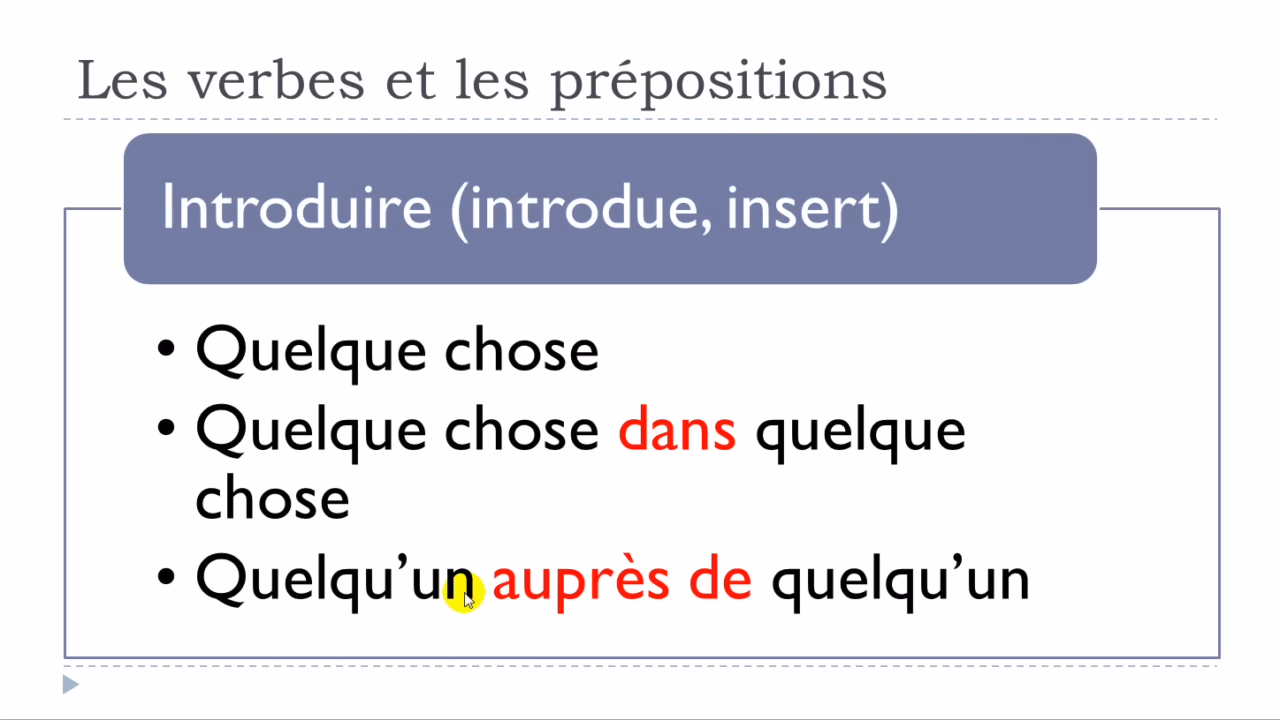 Les verbes et les prépositions
Introduire (introdue, insert)
• Quelque chose
• Quelque chose dans quelque
chose
• Quelqu’un auprès de quelqu’un